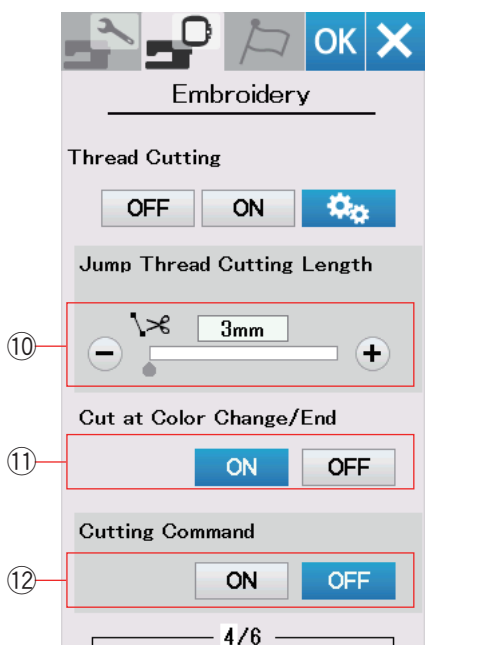 OK
Embroidery
Thread Cutting
OFF ON
Jump Thread Cutting Length
⑩ 3mm
− +
Cut at Color Change/End
⑪ ON OFF
Cutting Command
⑫ ON OFF
4/6